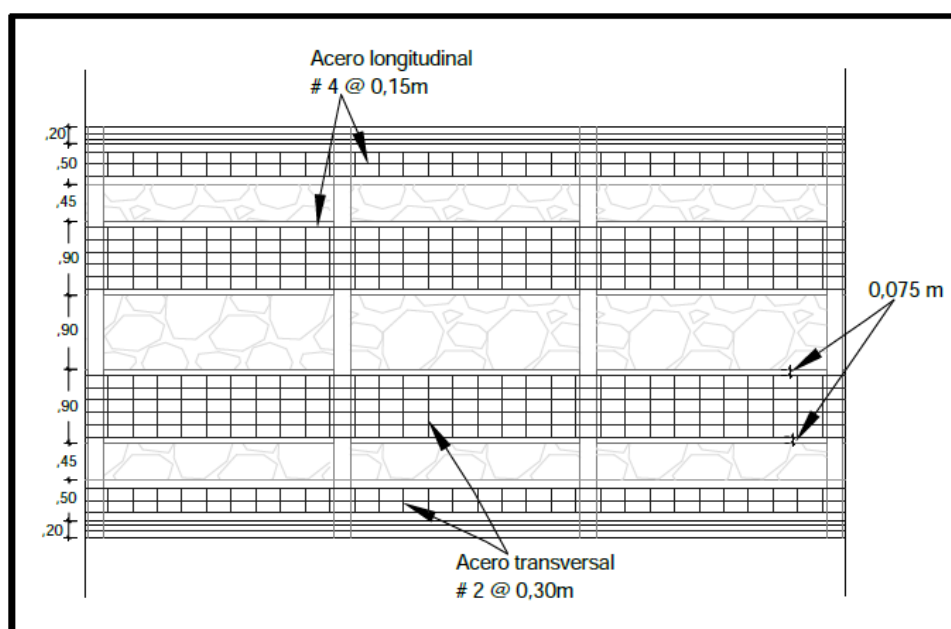 Acero longitudinal
# 4 @ 0,15m
,20
,50
,45
,90
,90
0,075 m
,90
,45
,50
,20
Acero transversal
# 2 @ 0,30m